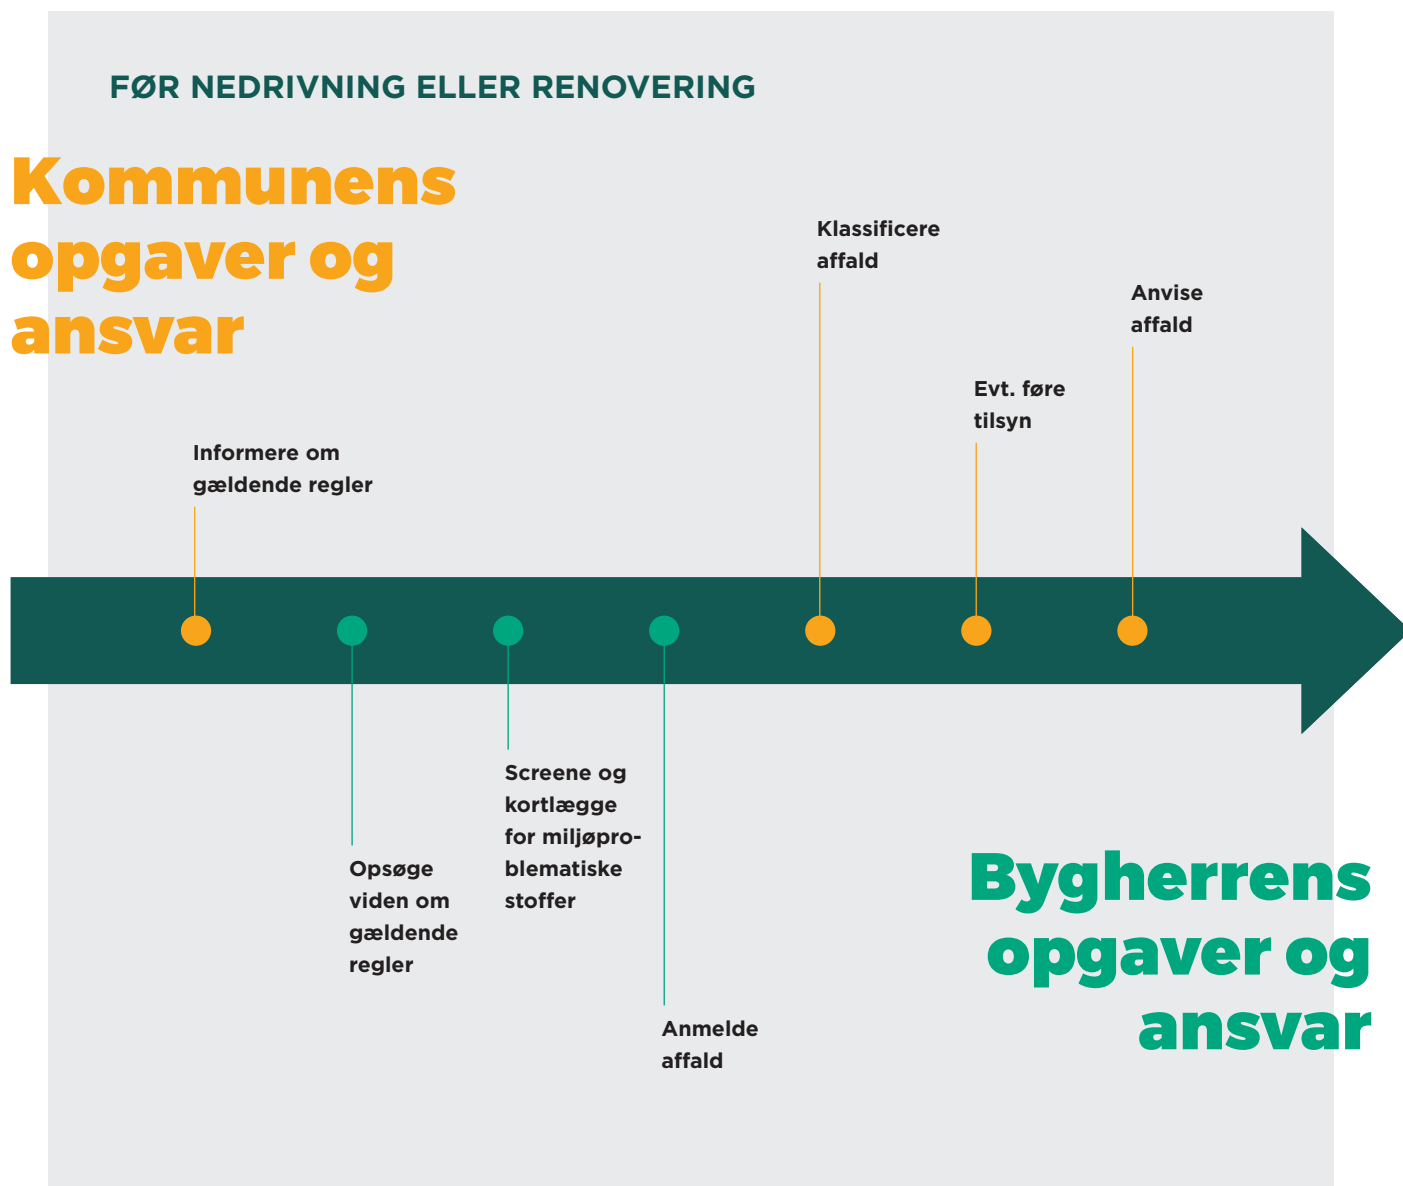 FØR NEDRIVNING ELLER RENOVERING
Kommunens
opgaver og
ansvar
Informere om
gældende regler
Klassificere
affald
Evt. føre
tilsyn
Anvise
affald
Opsøge
viden om
gældende
regler
Screene og
kortlægge
for miljøpro-
blematiske
stoffer
Anmelde
affald
Bygherrens
opgaver og
ansvar